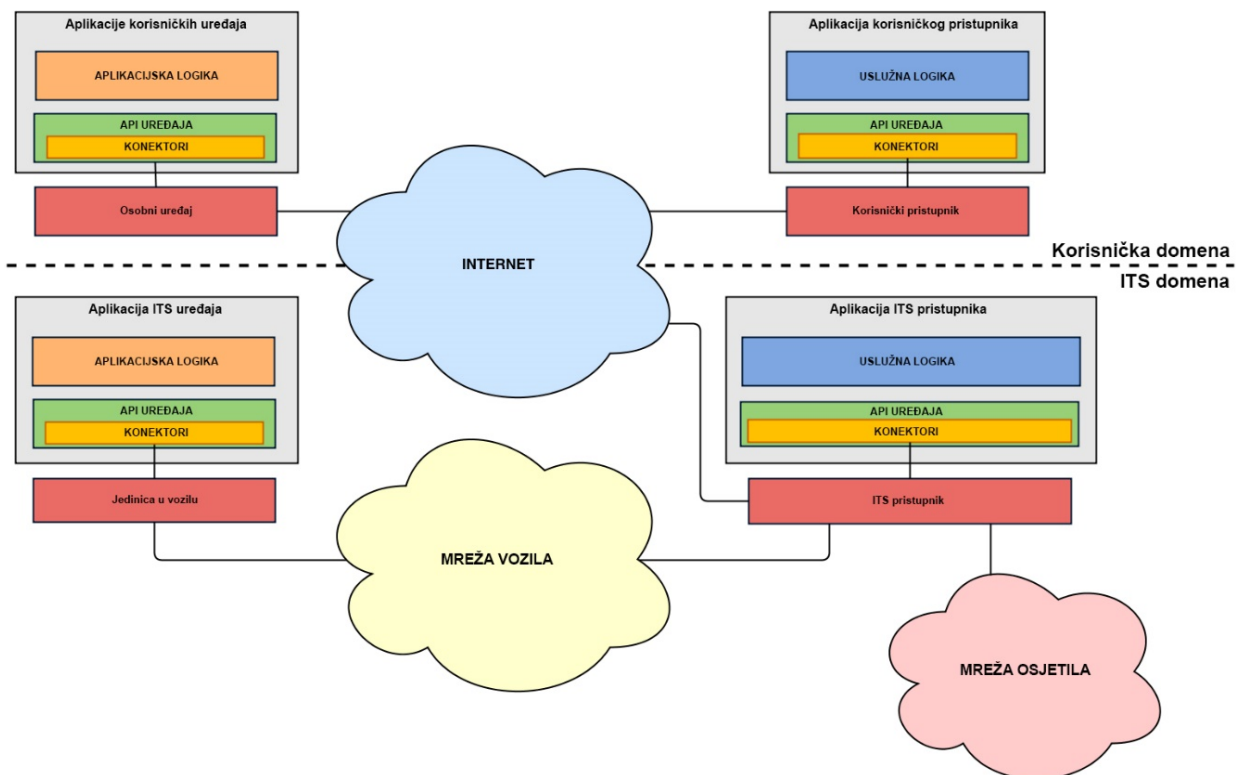 Aplikacije korisničkih uređaja
APLIKACIJSKA LOGIKA
API UREĐAJA
KONEKTORI
Osobni uređaj
Aplikacija korisničkog pristupnika
USLUŽNA LOGIKA
API UREĐAJA
KONEKTORI
Korisnički pristupnik
INTERNET
Korisnička domena
ITS domena
Aplikacija ITS uređaja
APLIKACIJSKA LOGIKA
API UREĐAJA
KONEKTORI
Jedinica u vozilu
Aplikacija ITS pristupnika
USLUŽNA LOGIKA
API UREĐAJA
KONEKTORI
ITS pristupnik
MREŽA VOZILA
MREŽA OSJETILA